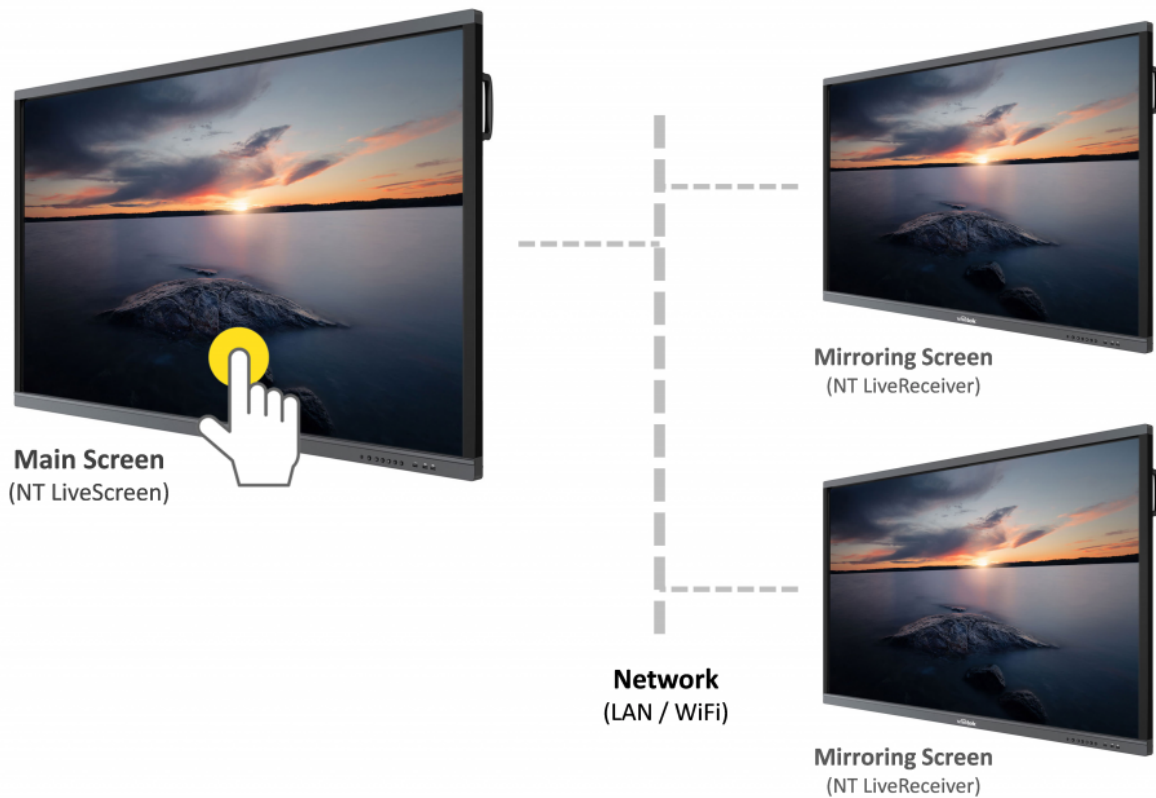 Main Screen
(NT LiveScreen)
Mirroring Screen
(NT LiveReceiver)
Network
(LAN / WiFi)
Mirroring Screen
(NT LiveReceiver)